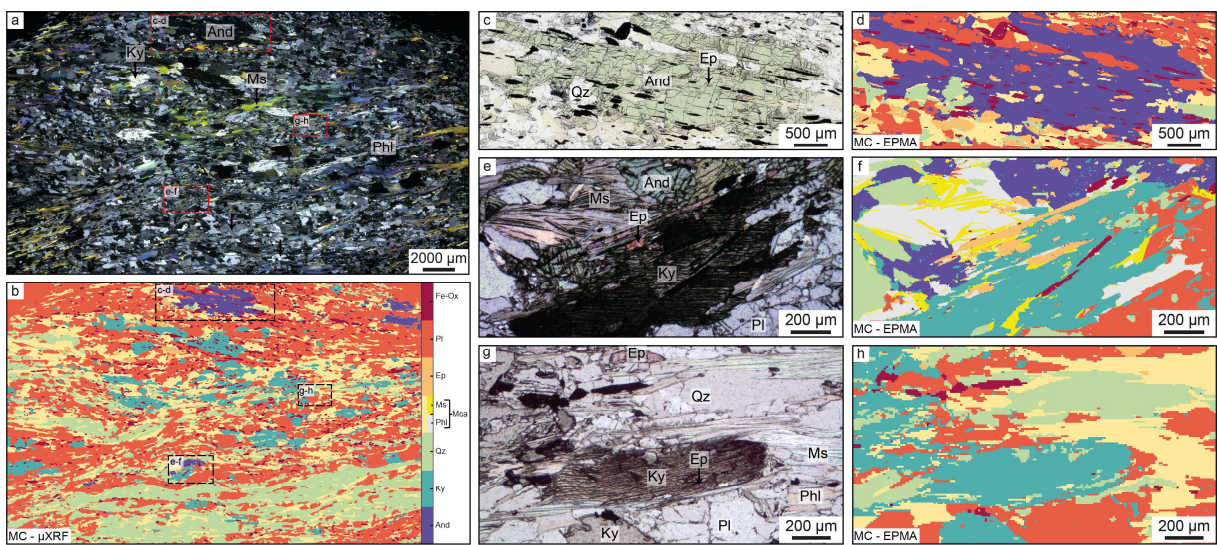 a
c-d
And
Ky
Ms
g-h
Phl
e-f
2000 µm
b
c-d
g-h
e-f
MC - µXRF
Fe-Ox
Pl
Ep
Ms
Phl
Mca
Qz
Ky
And
c
Ep
And
Qz
500 µm
d
MC - EPMA
500 µm
e
And
Ms
Ep
Ky
Pl
200 µm
f
MC - EPMA
200 µm
g
Ep
Qz
Ms
Ky
Ep
Phl
Pl
Ky
200 µm
h
MC - EPMA
200 µm